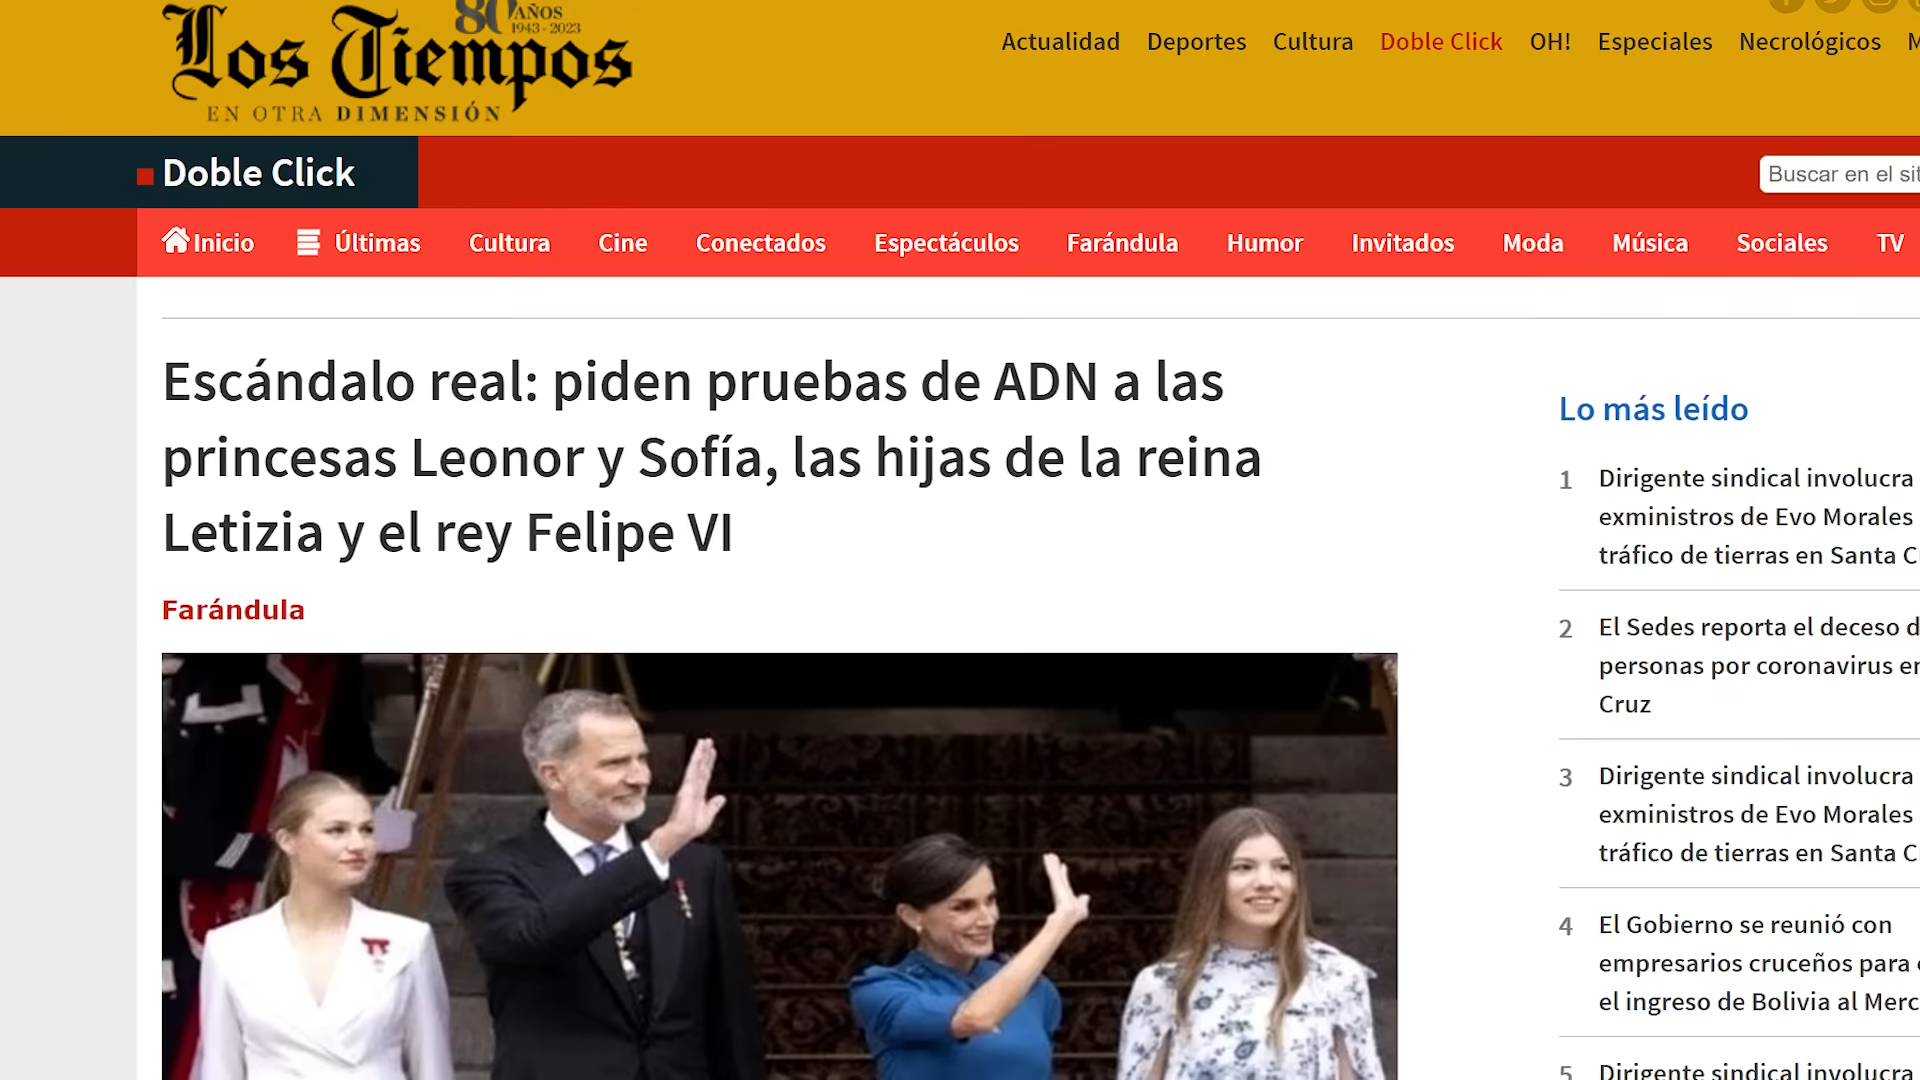 80 AÑOS
1943 - 2023
Los Tiempos
EN OTRA DIMENSIÓN
Actualidad Deportes Cultura Doble Click OH! Especiales Necrológicos M
Doble Click
Buscar en el sit
Inicio Últimas Cultura Cine Conectados Espectáculos Farándula Humor Invitados Moda Música Sociales TV
Escándalo real: piden pruebas de ADN a las
princesas Leonor y Sofía, las hijas de la reina
Letizia y el rey Felipe VI
Farándula
Lo más leído
1 Dirigente sindical involucra
exministros de Evo Morales
tráfico de tierras en Santa C
2 El Sedes reporta el deceso d
personas por coronavirus en
Cruz
3 Dirigente sindical involucra
exministros de Evo Morales
tráfico de tierras en Santa C
4 El Gobierno se reunió con
empresarios cruceños para
el ingreso de Bolivia al Merc
5 Dirigente sindical involucra